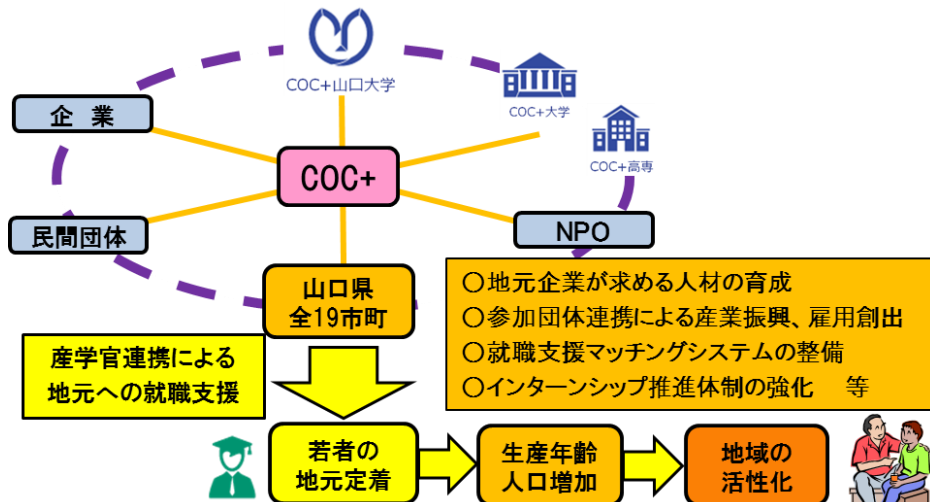 COC+山口大学
COC+大学
COC+高専
企　業
COC+
民間団体
NPO
山口県
全19市町
○地元企業が求める人材の育成
○参加団体連携による産業振興、雇用創出
○就職支援マッチングシステムの整備
○インターンシップ推進体制の強化　等
産学官連携による
地元への就職支援
若者の
地元定着
生産年齢
人口増加
地域の
活性化